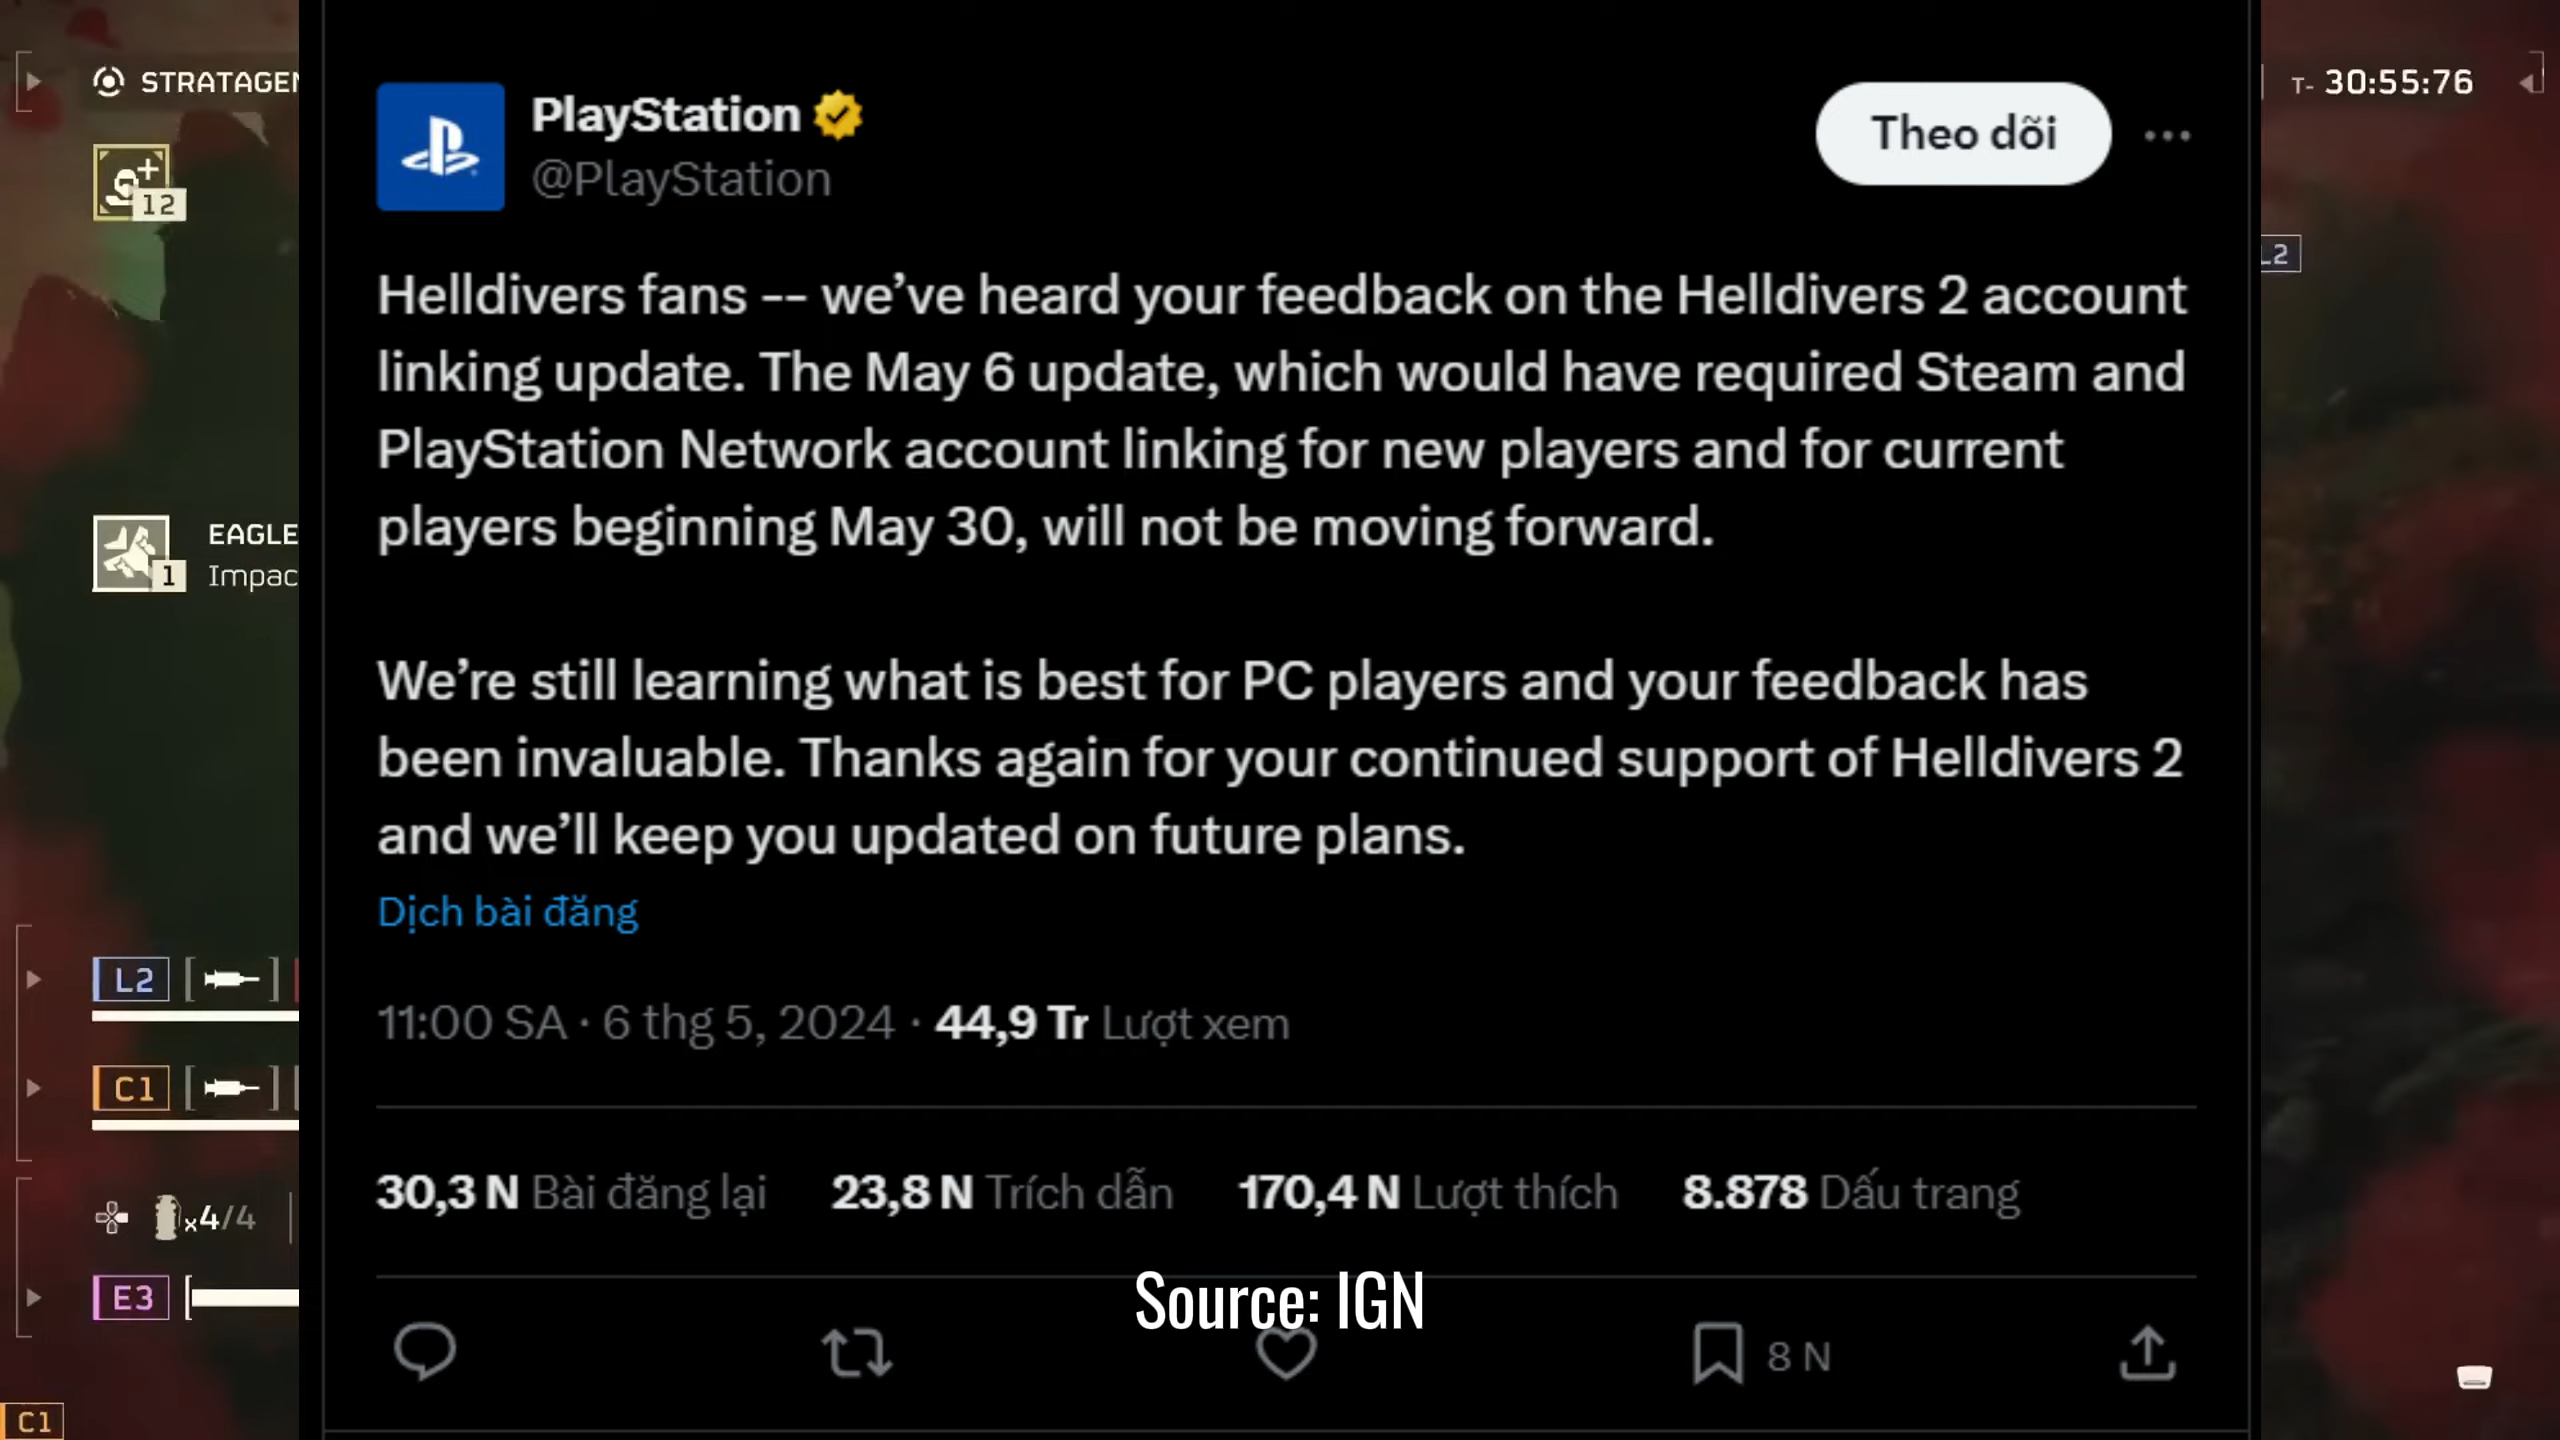 STRATAGEM
T- 30:55:76
12
L2
EAGLE
Impac
1
L2
C1
x4/4
E3
C1
PlayStation
@PlayStation
Theo dõi
Helldivers fans -- we’ve heard your feedback on the Helldivers 2 account
linking update. The May 6 update, which would have required Steam and
PlayStation Network account linking for new players and for current
players beginning May 30, will not be moving forward.
We’re still learning what is best for PC players and your feedback has
been invaluable. Thanks again for your continued support of Helldivers 2
and we’ll keep you updated on future plans.
Dịch bài đăng
11:00 SA · 6 thg 5, 2024 · 44,9 Tr Lượt xem
30,3 N Bài đăng lại 23,8 N Trích dẫn 170,4 N Lượt thích 8.878 Dấu trang
Source: IGN
8 N